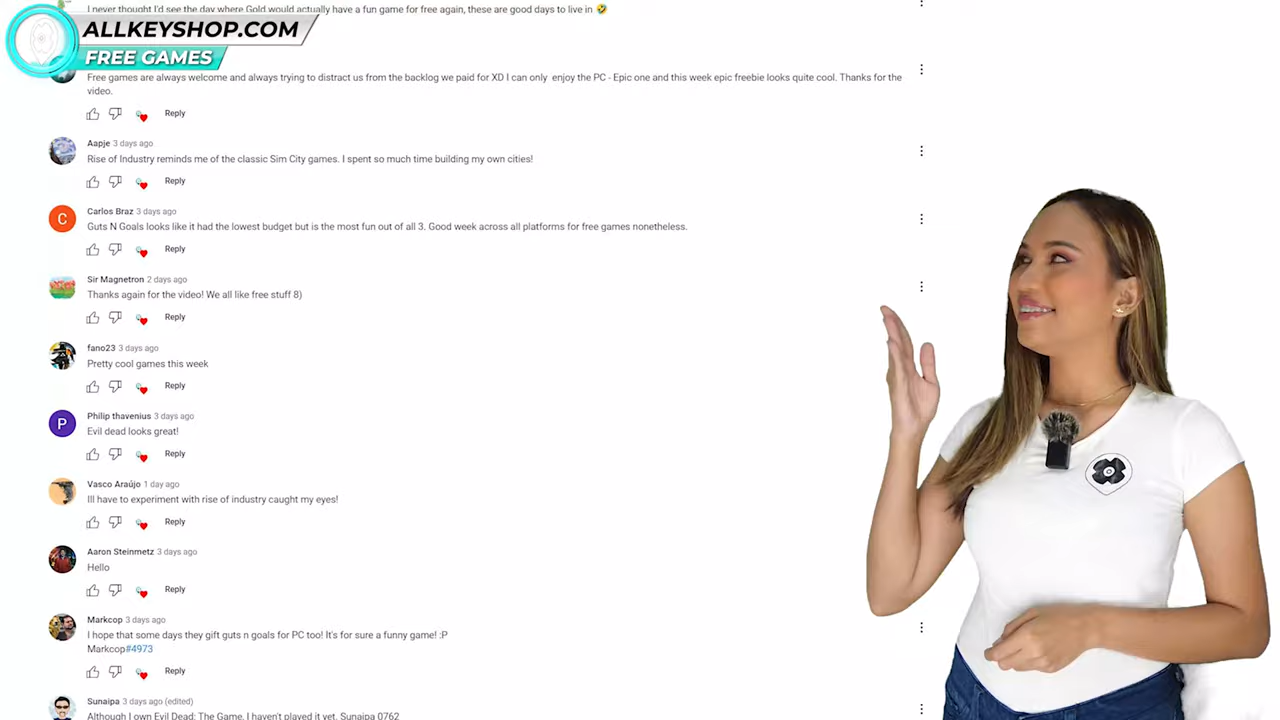 I never thought I'd see the day where Gold would actually have a fun game for free again, these are good days to live in 🤣
ALLKEYSHOP.COM
FREE GAMES
Free games are always welcome and always trying to distract us from the backlog we paid for XD I can only enjoy the PC - Epic one and this week epic freebie looks quite cool. Thanks for the
video.
Reply
Aapje 3 days ago
Rise of Industry reminds me of the classic Sim City games. I spent so much time building my own cities!
Reply
C
Carlos Braz 3 days ago
Guts N Goals looks like it had the lowest budget but is the most fun out of all 3. Good week across all platforms for free games nonetheless.
Reply
Sir Magnetron 2 days ago
Thanks again for the video! We all like free stuff 8)
Reply
fano23 3 days ago
Pretty cool games this week
Reply
P
Philip thavenius 3 days ago
Evil dead looks great!
Reply
Vasco Araújo 1 day ago
Ill have to experiment with rise of industry caught my eyes!
Reply
Aaron Steinmetz 3 days ago
Hello
Reply
Markcop 3 days ago
I hope that some days they gift guts n goals for PC too! It's for sure a funny game! :P
Markcop#4973
Reply
Sunaipa 3 days ago (edited)
Although I own Evil Dead: The Game, I haven't played it yet. Sunaipa 0762